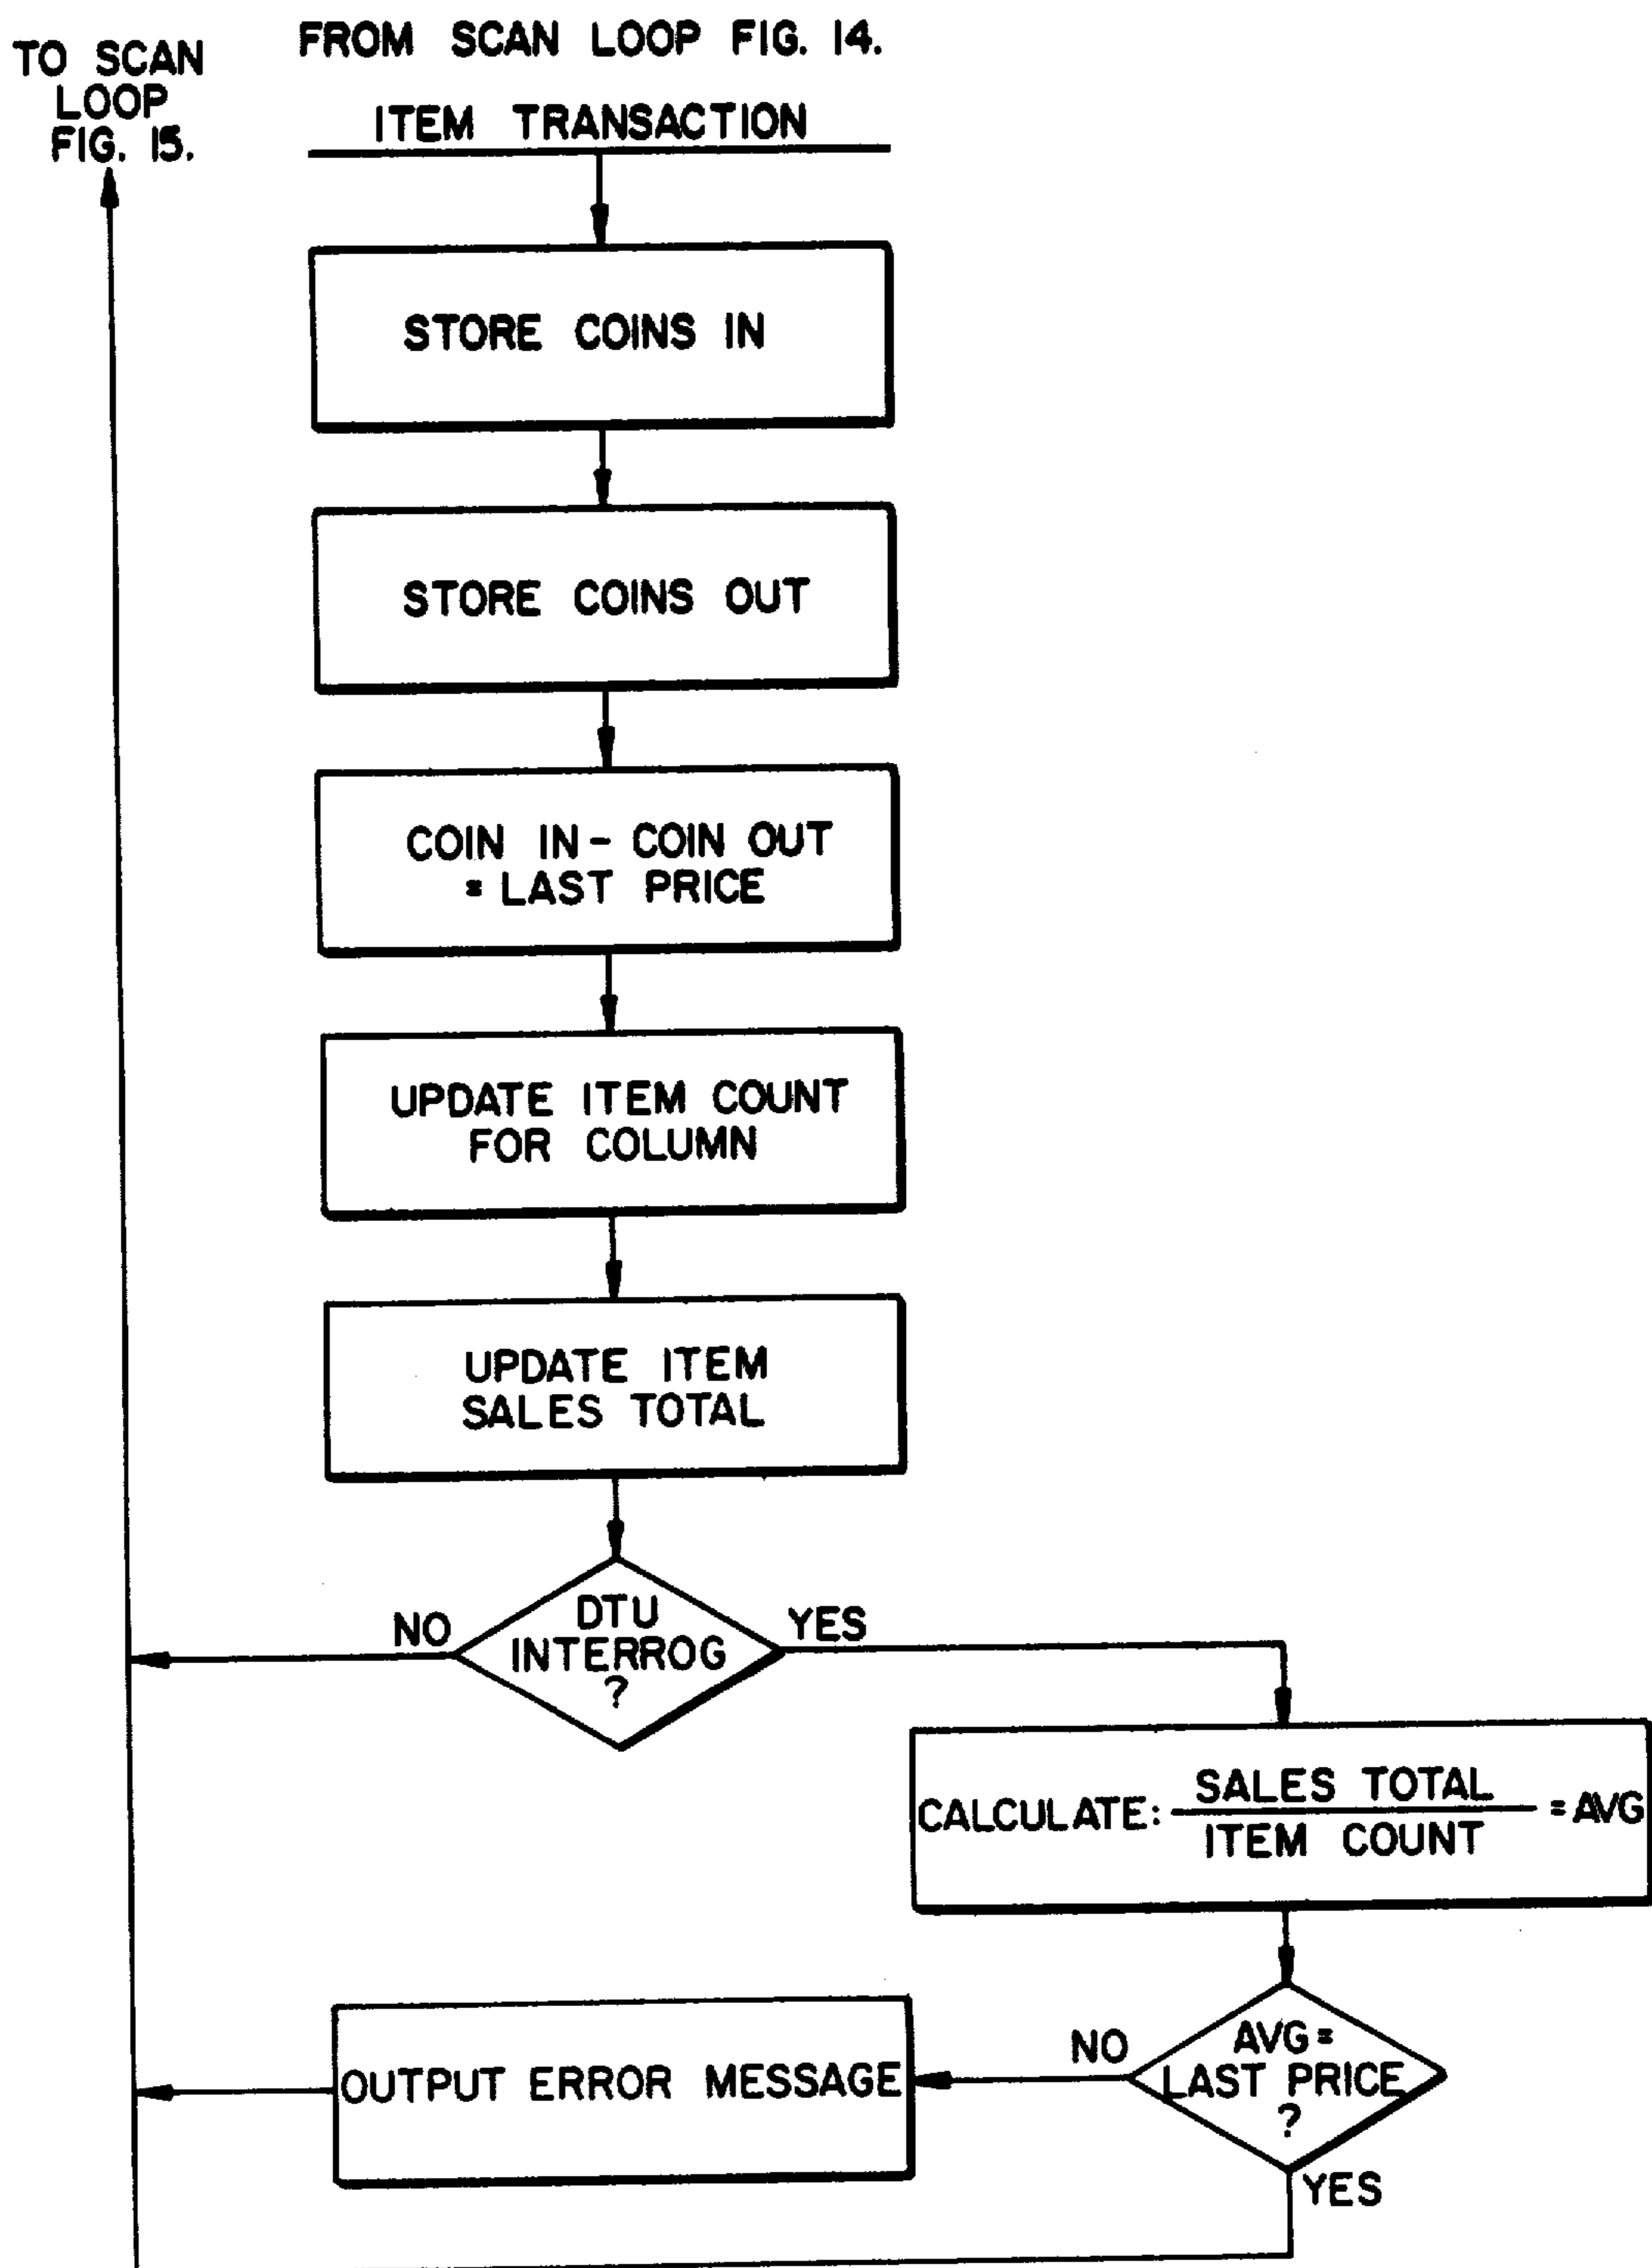 TO SCAN
LOOP
FIG. 15.
FROM SCAN LOOP FIG. 14.
ITEM TRANSACTION
STORE COINS IN
STORE COINS OUT
COIN IN - COIN OUT
= LAST PRICE
UPDATE ITEM COUNT
FOR COLUMN
UPDATE ITEM
SALES TOTAL
DTU
INTERROG
?
NO
YES
CALCULATE: SALES TOTAL / ITEM COUNT = AVG
AVG =
LAST PRICE
?
NO
YES
OUTPUT ERROR MESSAGE